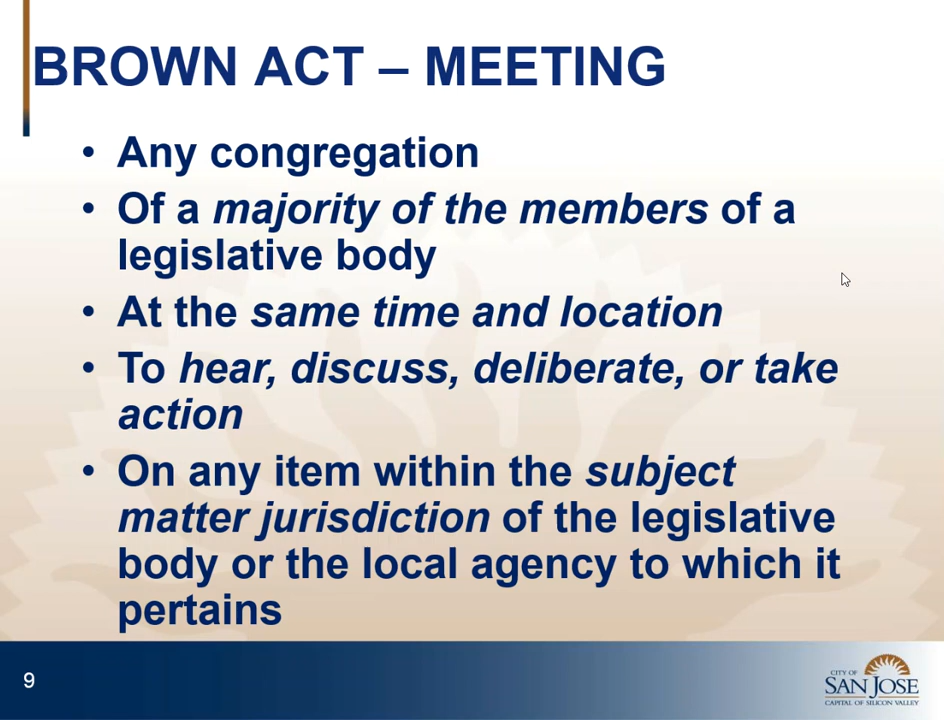 BROWN ACT – MEETING
• Any congregation
• Of a majority of the members of a
legislative body
• At the same time and location
• To hear, discuss, deliberate, or take
action
• On any item within the subject
matter jurisdiction of the legislative
body or the local agency to which it
pertains
9
CITY OF
SAN JOSE
CAPITAL OF SILICON VALLEY